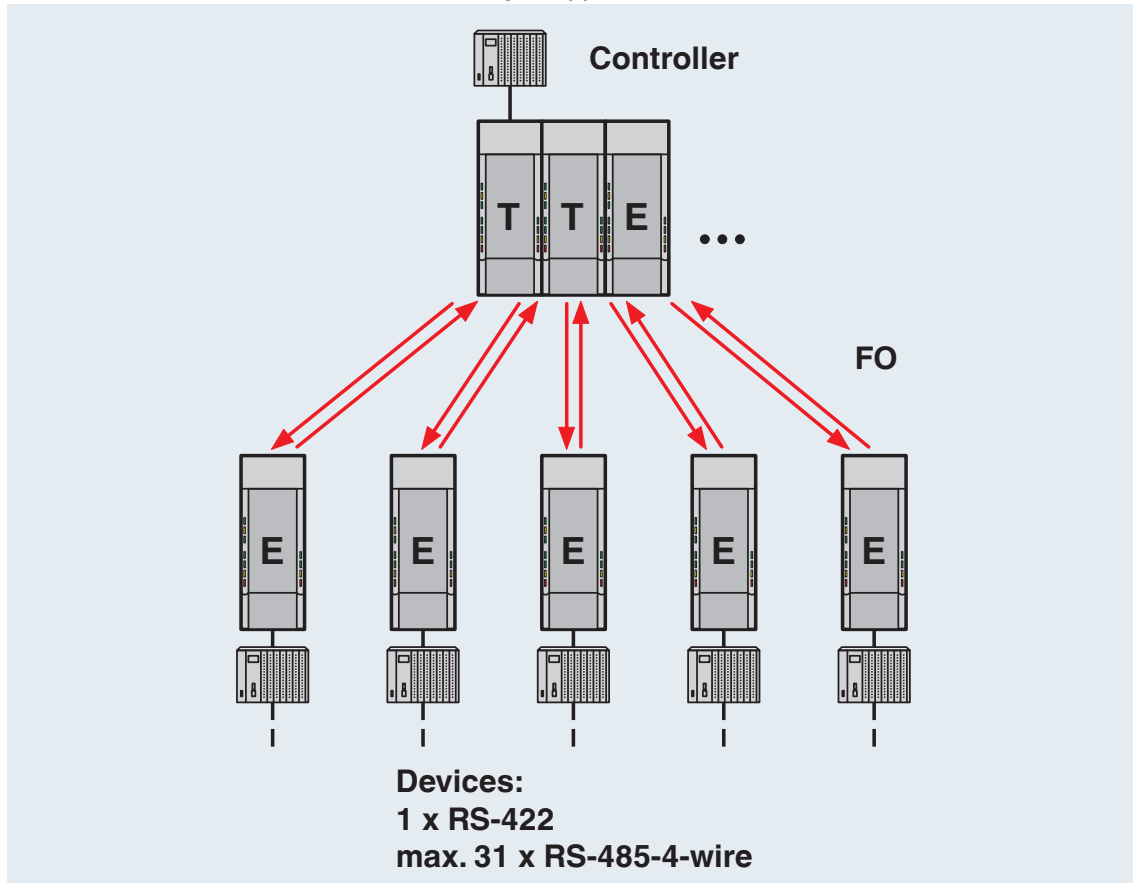 Controller
T T E
...
FO
E E E E E
Devices:
1 x RS-422
max. 31 x RS-485-4-wire